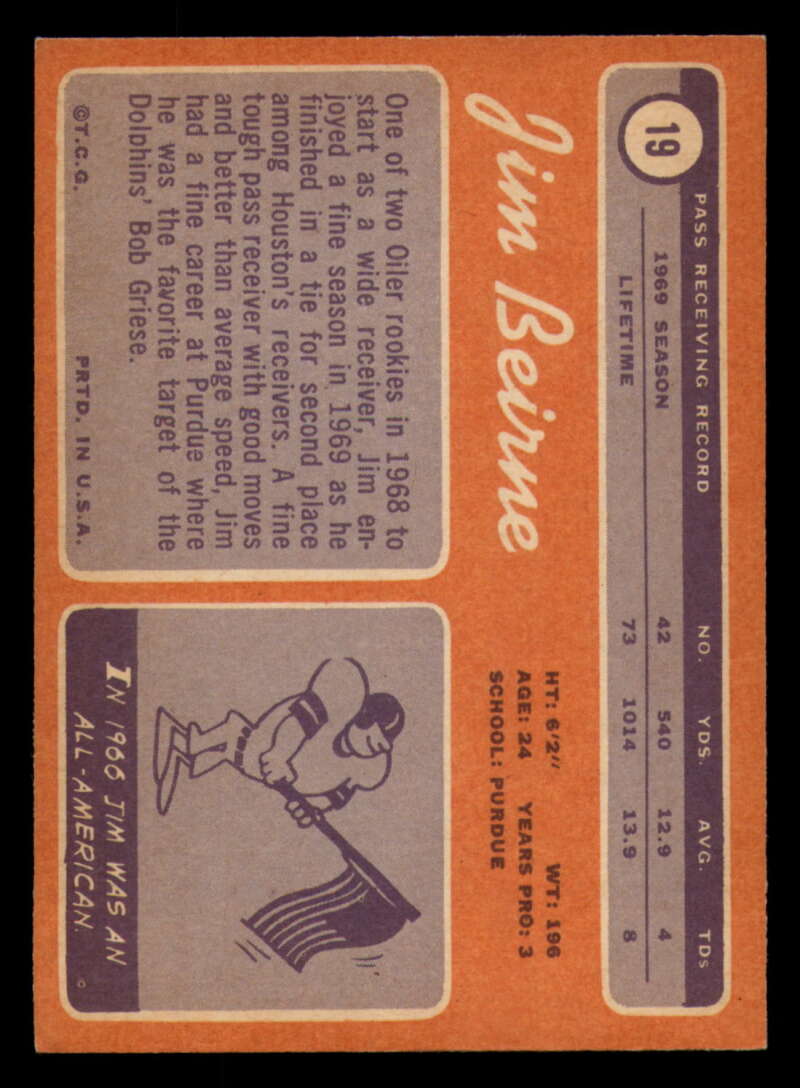 19
PASS RECEIVING RECORD NO. YDS. AVG. TDs
1969 SEASON 42 540 12.9 4
LIFETIME 73 1014 13.9 8
Jim Beirne
HT: 6'2" WT: 196
AGE: 24 YEARS PRO: 3
SCHOOL: PURDUE
One of two Oiler rookies in 1968 to
start as a wide receiver, Jim en-
joyed a fine season in 1969 as he
finished in a tie for second place
among Houston's receivers. A fine
tough pass receiver with good moves
and better than average speed, Jim
had a fine career at Purdue where
he was the favorite target of the
Dolphins' Bob Griese.
©T.C.G. PRTD. IN U.S.A.
IN 1966 JIM WAS AN
ALL-AMERICAN.